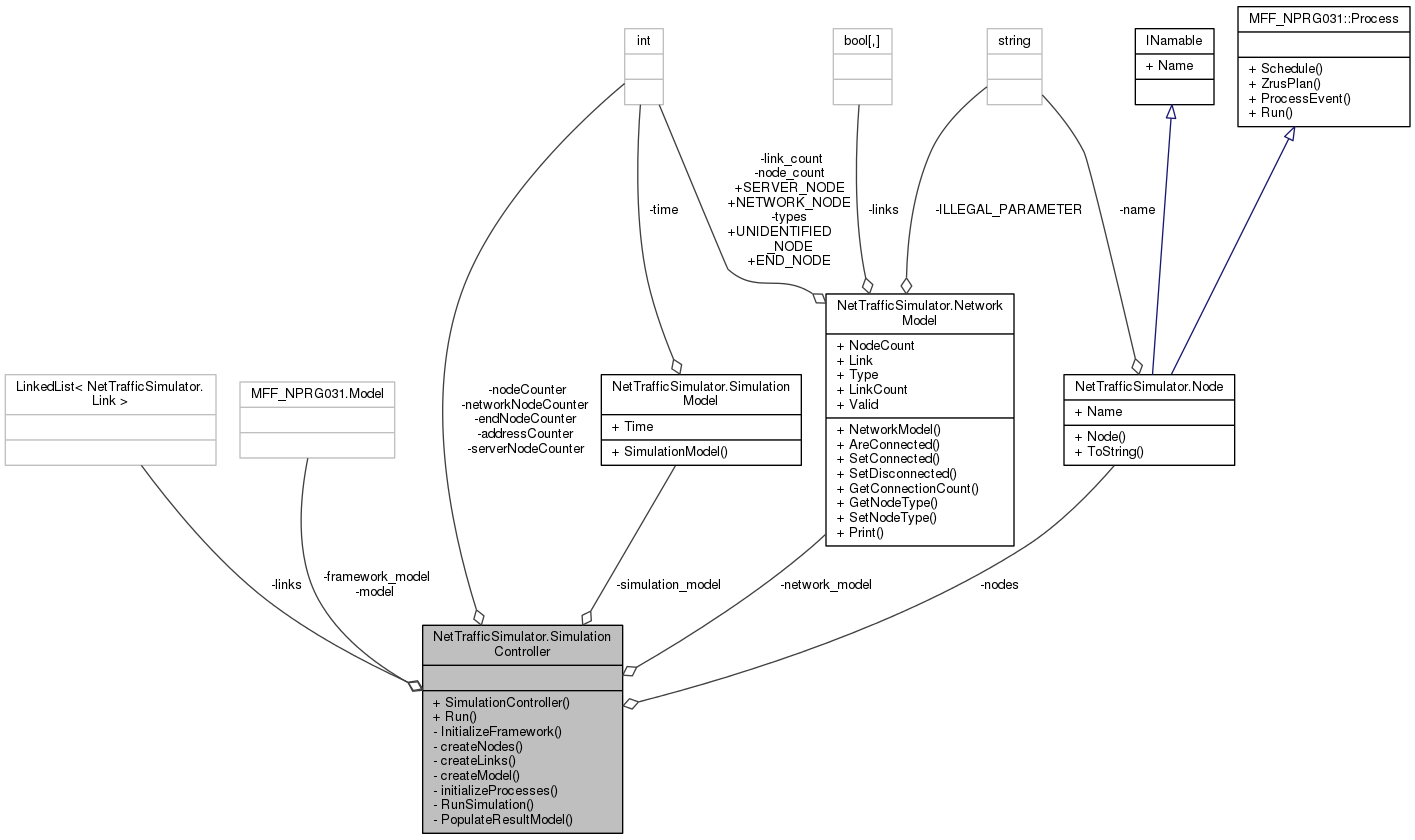 MFF_NPRG031::Process
+ Schedule()
+ ZrusPlan()
+ ProcessEvent()
+ Run()
int
bool[,]
string
INamable
+ Name
-link_count
-node_count
+SERVER_NODE
+NETWORK_NODE
-types
+UNIDENTIFIED
_NODE
+END_NODE
-time
-links
-ILLEGAL_PARAMETER
-name
NetTrafficSimulator.Network
Model
+ NodeCount
+ Link
+ Type
+ LinkCount
+ Valid
+ NetworkModel()
+ AreConnected()
+ SetConnected()
+ SetDisconnected()
+ GetConnectionCount()
+ GetNodeType()
+ SetNodeType()
+ Print()
LinkedList< NetTrafficSimulator.
Link >
MFF_NPRG031.Model
-nodeCounter
-networkNodeCounter
-endNodeCounter
-addressCounter
-serverNodeCounter
NetTrafficSimulator.Simulation
Model
+ Time
+ SimulationModel()
NetTrafficSimulator.Node
+ Name
+ Node()
+ ToString()
-links
-framework_model
-model
-simulation_model
-network_model
-nodes
NetTrafficSimulator.Simulation
Controller
+ SimulationController()
+ Run()
- InitializeFramework()
- createNodes()
- createLinks()
- createModel()
- initializeProcesses()
- RunSimulation()
- PopulateResultModel()